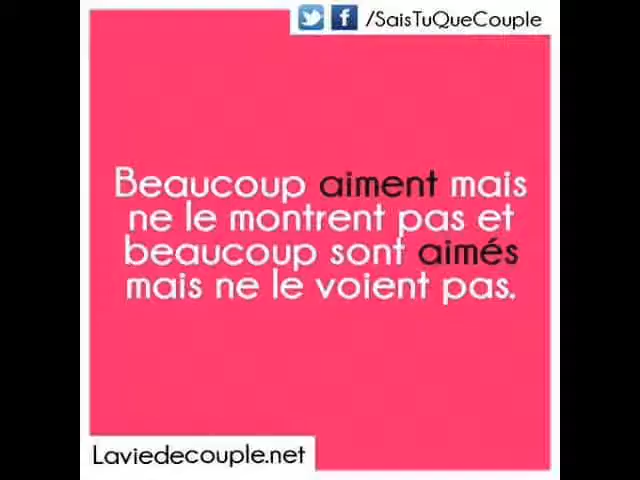 /SaisTuQueCouple
Beaucoup aiment mais
ne le montrent pas et
beaucoup sont aimés
mais ne le voient pas.
Laviedecouple.net